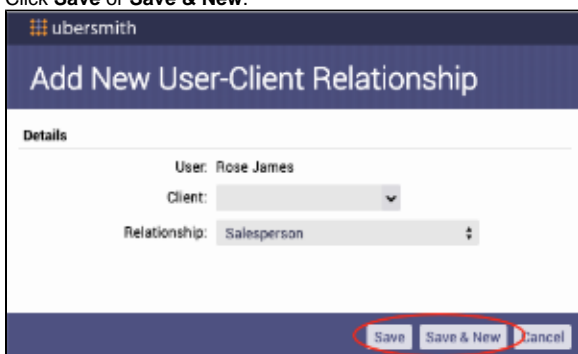 Click Save or Save & New.
ubersmith
Add New User-Client Relationship
Details
User: Rose James
Client:
Relationship: Salesperson
Save Save & New Cancel